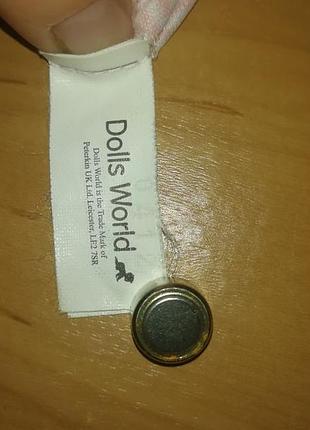 Dolls World
Dolls World is the Trade Mark of
Peterkin UK Ltd. Leicester, LE2 7SR